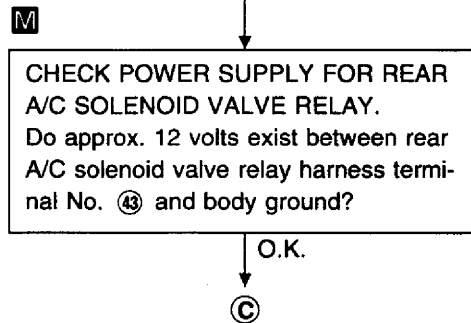 M
CHECK POWER SUPPLY FOR REAR
A/C SOLENOID VALVE RELAY.
Do approx. 12 volts exist between rear
A/C solenoid valve relay harness termi-
nal No. ㊸ and body ground?
O.K.
Ⓒ